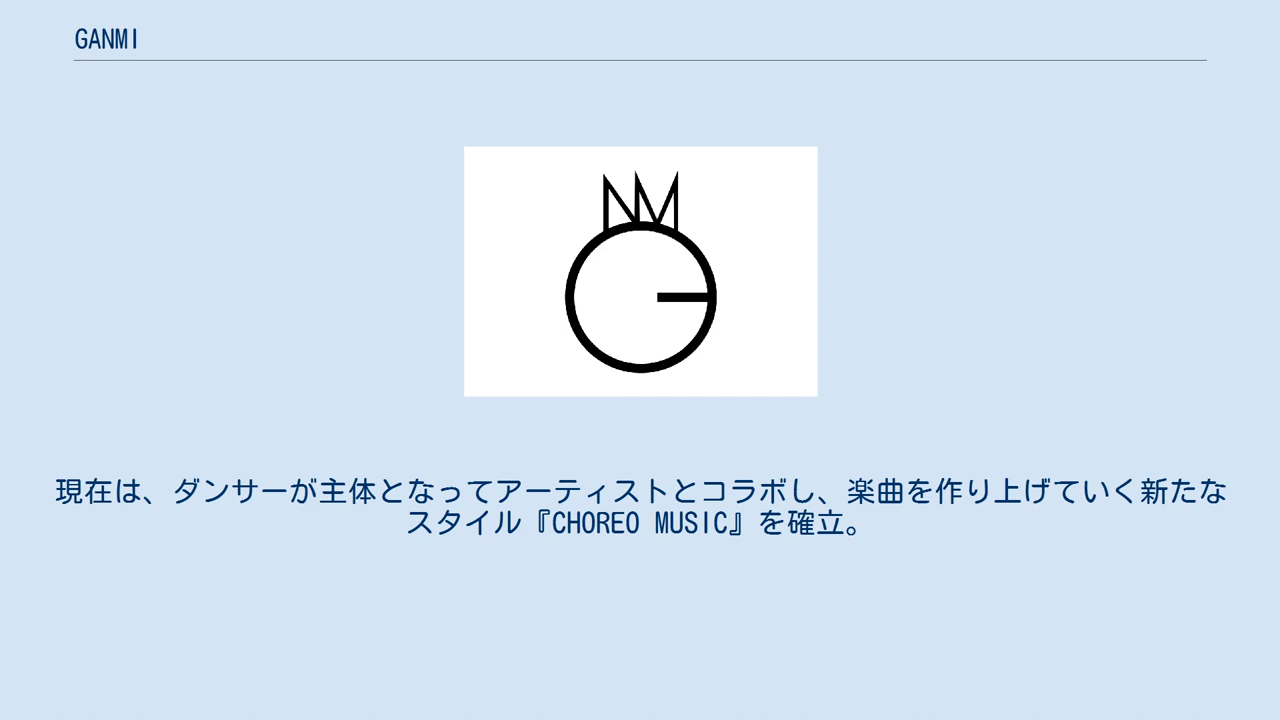 GANMI
NM
G
現在は、ダンサーが主体となってアーティストとコラボし、楽曲を作り上げていく新たな
スタイル『CHOREO MUSIC』を確立。